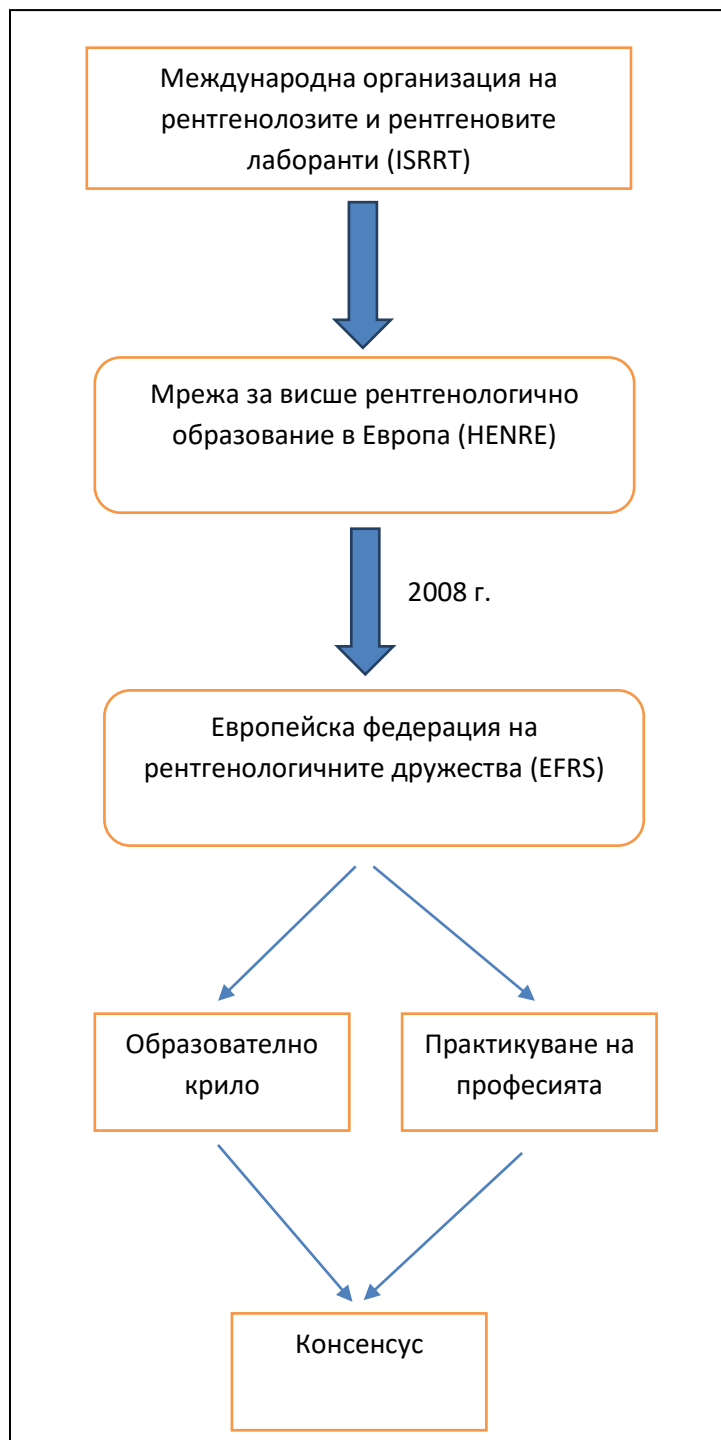 Международна организация на
рентгенолозите и рентгеновите
лаборанти (ISRRT)
Мрежа за висше рентгенологично
образование в Европа (HENRE)
2008 г.
Европейска федерация на
рентгенологичните дружества (EFRS)
Образователно
крило
Практикуване на
професията
Консенсус